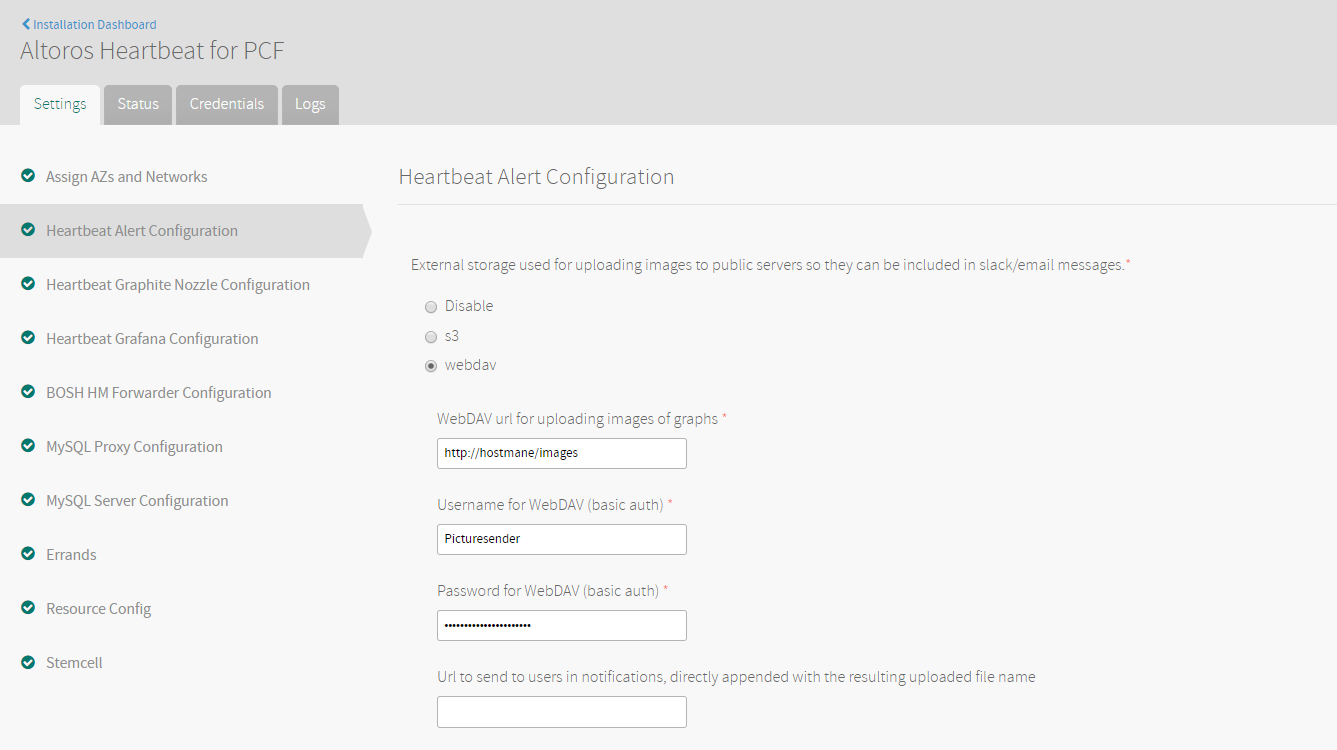 Installation Dashboard
Altoros Heartbeat for PCF
Settings
Status
Credentials
Logs
Assign AZs and Networks
Heartbeat Alert Configuration
Heartbeat Graphite Nozzle Configuration
Heartbeat Grafana Configuration
BOSH HM Forwarder Configuration
MySQL Proxy Configuration
MySQL Server Configuration
Errands
Resource Config
Stemcell
Heartbeat Alert Configuration
External storage used for uploading images to public servers so they can be included in slack/email messages.*
Disable
s3
webdav
WebDAV url for uploading images of graphs *
http://hostmane/images
Username for WebDAV (basic auth) *
Picturesender
Password for WebDAV (basic auth) *
••••••••••••••••••••••
Url to send to users in notifications, directly appended with the resulting uploaded file name